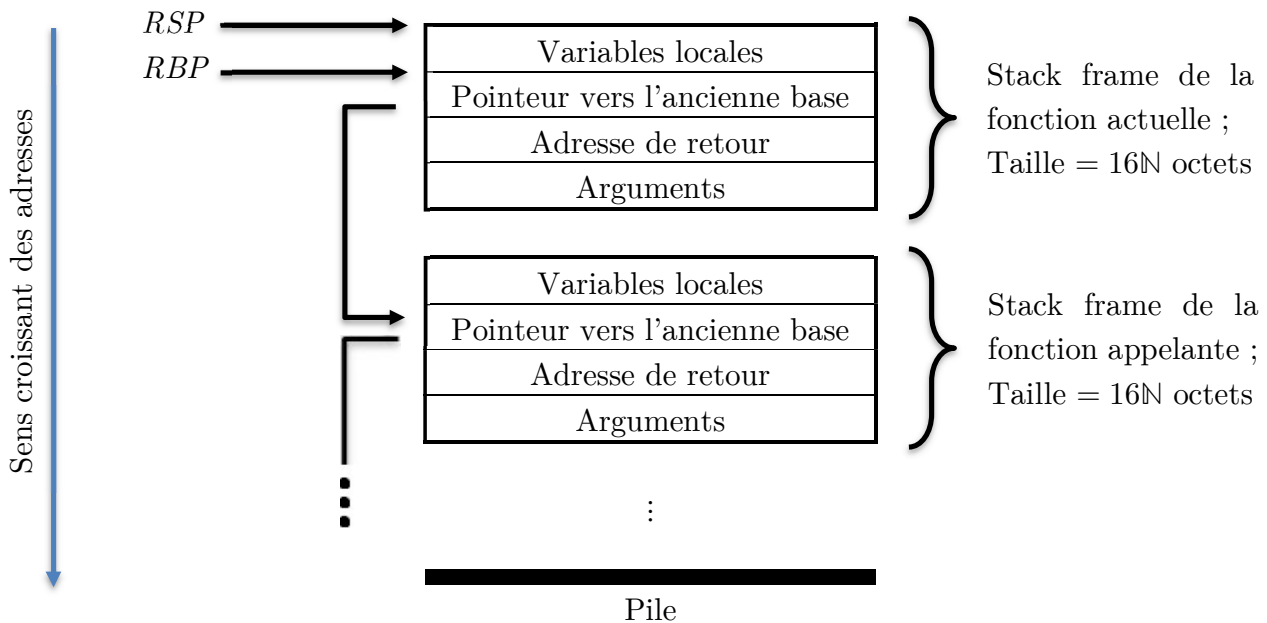 RSP
RBP
Variables locales
Pointeur vers l'ancienne base
Adresse de retour
Arguments
Stack frame de la
fonction actuelle ;
Taille = 16ℕ octets
Sens croissant des adresses
Variables locales
Pointeur vers l'ancienne base
Adresse de retour
Arguments
Stack frame de la
fonction appelante ;
Taille = 16ℕ octets
⋮
Pile